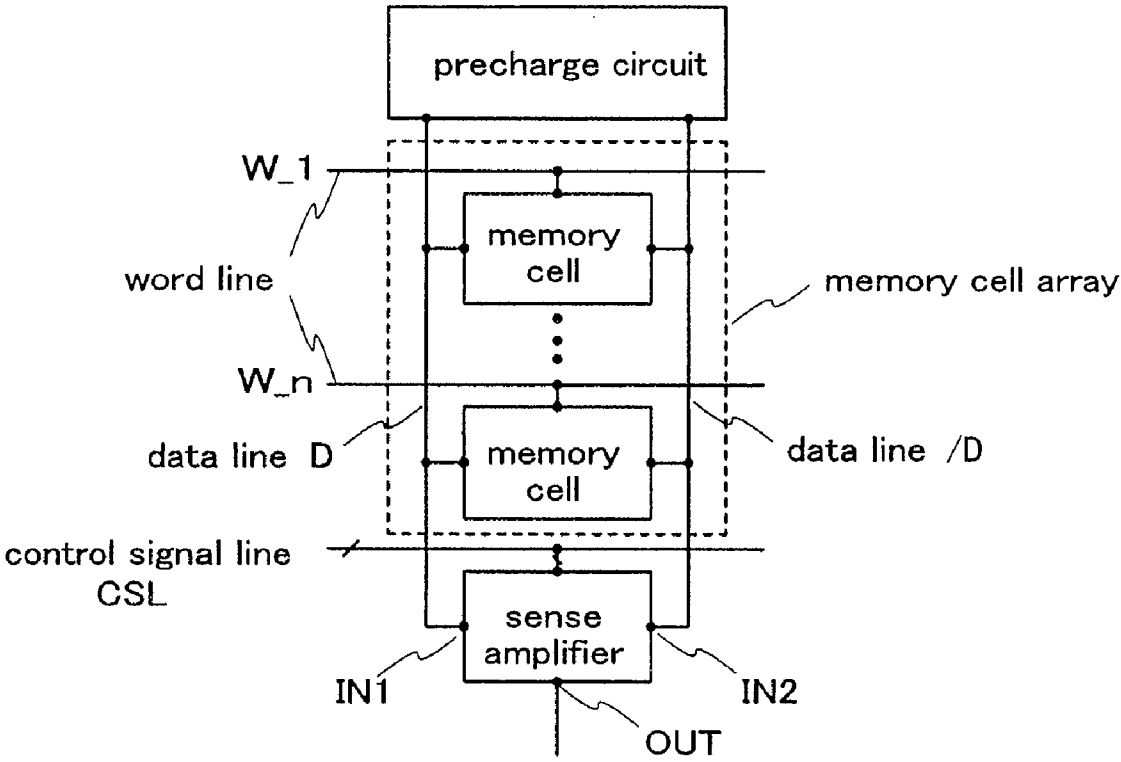 precharge circuit
W_1
memory
cell
word line
memory cell array
W_n
data line D
memory
cell
data line /D
control signal line
CSL
sense
amplifier
IN1
IN2
OUT